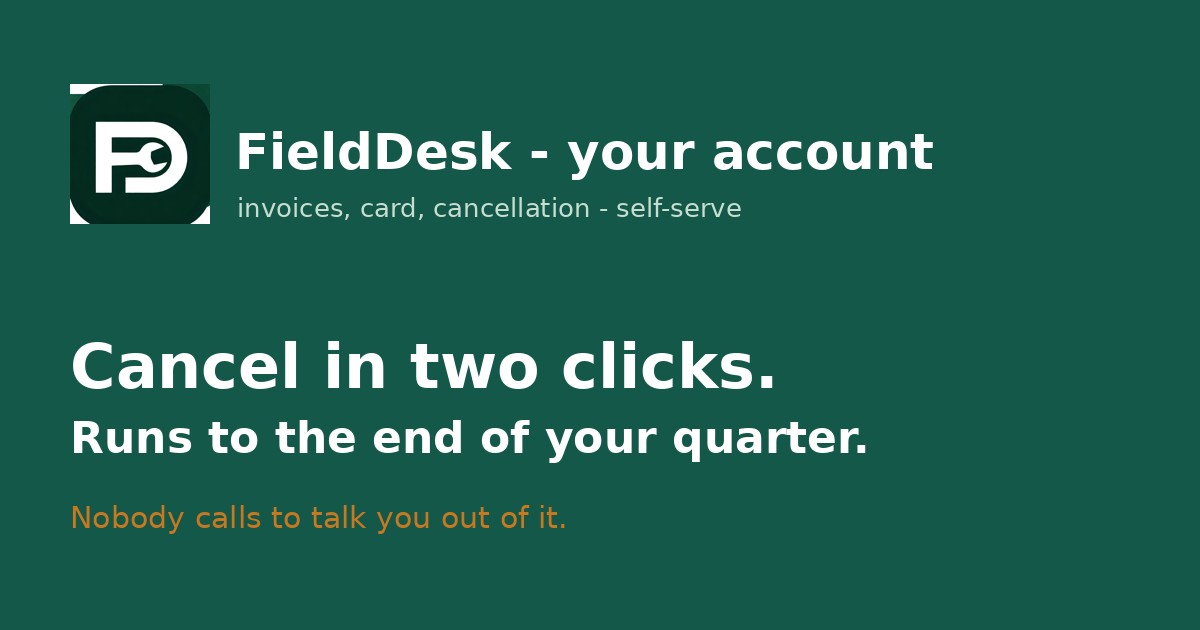 FD
FieldDesk - your account
invoices, card, cancellation - self-serve
Cancel in two clicks.
Runs to the end of your quarter.
Nobody calls to talk you out of it.